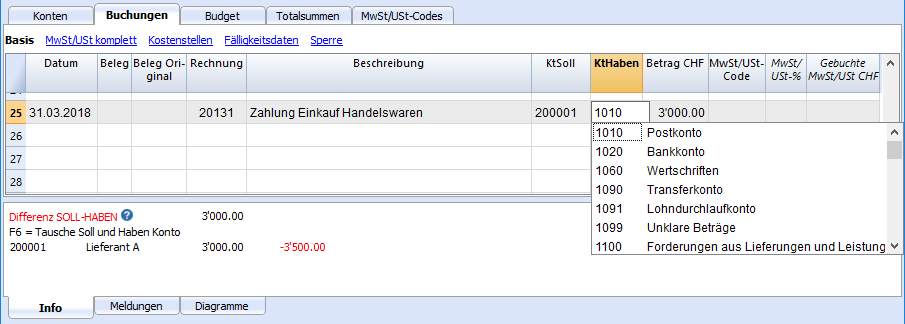 Konten Buchungen Budget Totalsummen MwSt/USt-Codes
Basis MwSt/USt komplett Kostenstellen Fälligkeitsdaten Sperre
Datum Beleg Beleg Ori- Rechnung Beschreibung KtSoll KtHaben Betrag CHF MwSt/USt- MwSt/ Gebuchte
ginal Code USt-% MwSt/USt CHF
25 31.03.2018 20131 Zahlung Einkauf Handelswaren 200001 1010 3'000.00
26 1010 Postkonto
27 1020 Bankkonto
1060 Wertschriften
28 1090 Transferkonto
1091 Lohndurchlaufkonto
Differenz SOLL-HABEN ? 3'000.00
F6 = Tausche Soll und Haben Konto 1099 Unklare Beträge
200001 Lieferant A 3'000.00 -3'500.00 1100 Forderungen aus Lieferungen und Leistung
Info Meldungen Diagramme